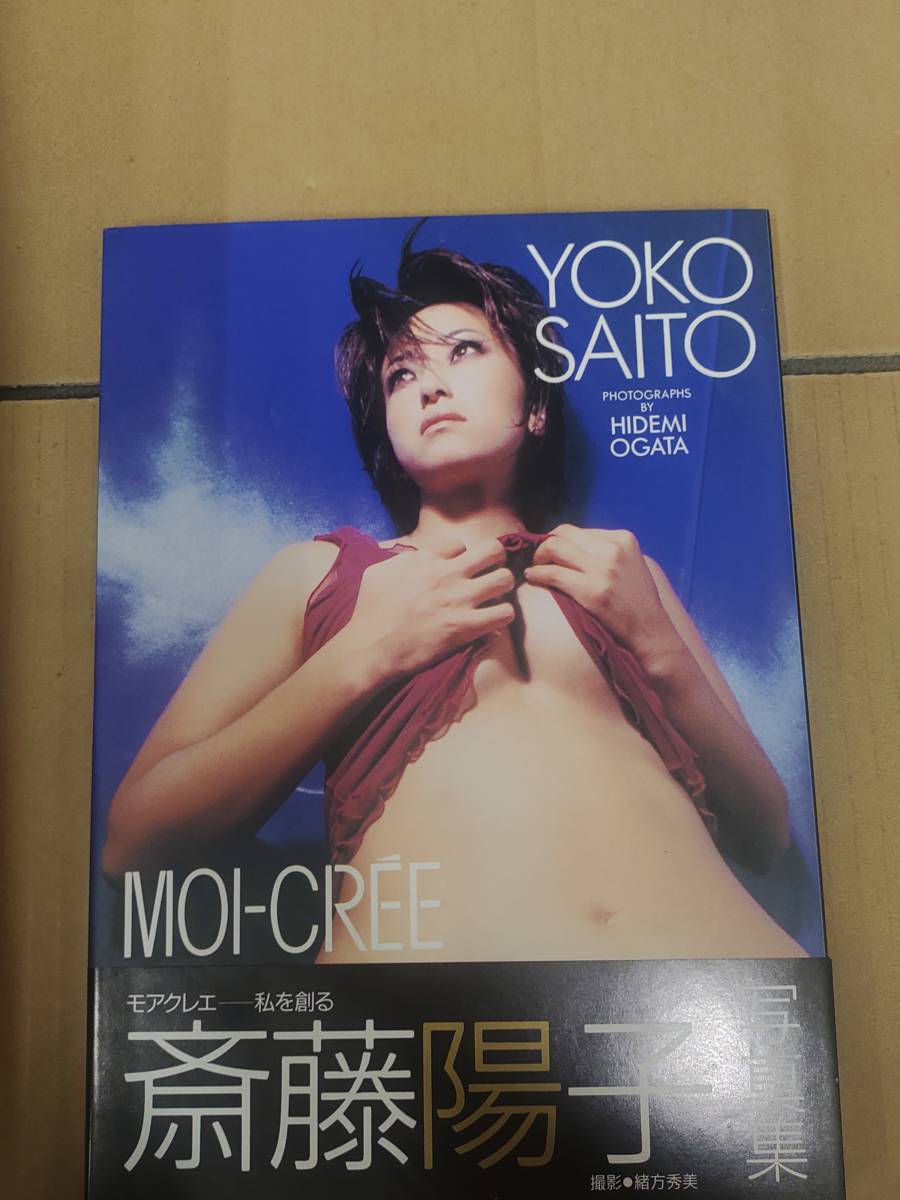 YOKO
SAITO
PHOTOGRAPHS
BY
HIDEMI
OGATA
MOI-CRÉE
モアクレエ──私を創る
斎藤陽子
写真集
撮影●緒方秀美